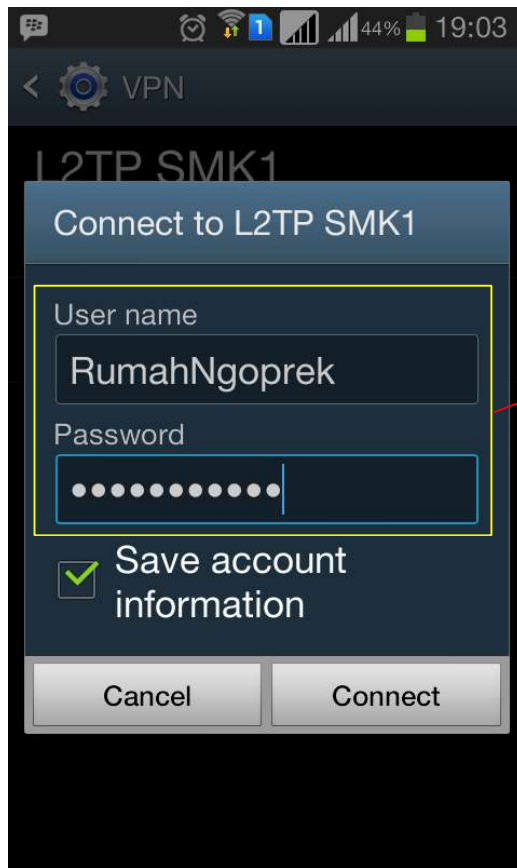 1 44% 19:03
< VPN
L2TP SMK1
Connect to L2TP SMK1
User name
RumahNgoprek
Password
●●●●●●●●●●●
Save account
information
Cancel Connect